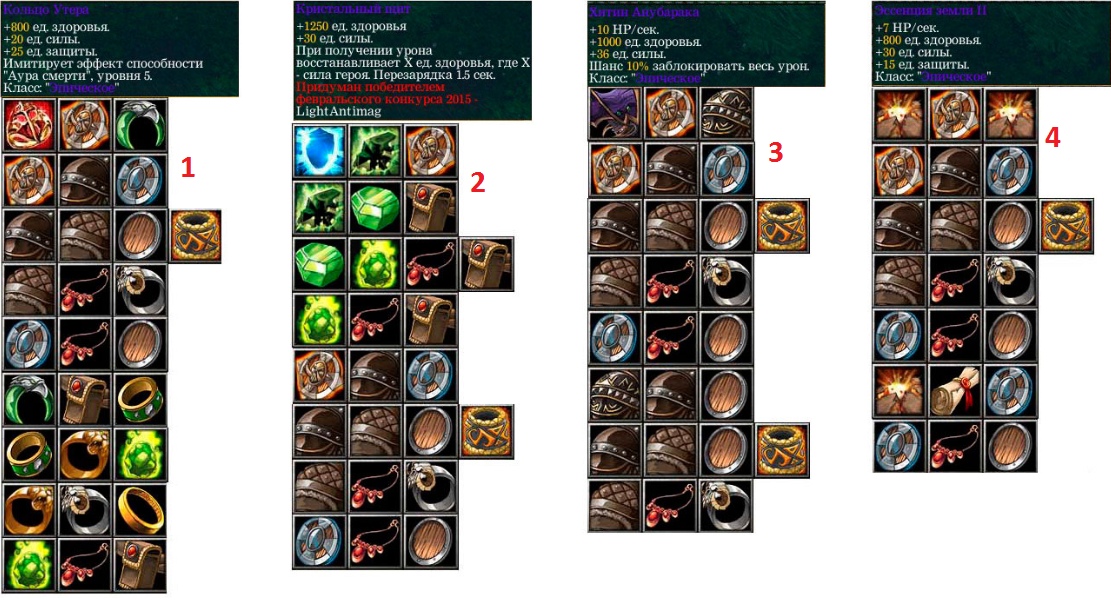 Кольцо Утера
+800 ед. здоровья.
+20 ед. силы.
+25 ед. защиты.
Имитирует эффект способности
"Аура смерти", уровня 5.
Класс: "Эпическое"
1
Кристальный щит
+1250 ед. здоровья
+30 ед. силы.
При получении урона
восстанавливает X ед. здоровья, где X
- сила героя. Перезарядка 1.5 сек.
Придуман победителем
февральского конкурса 2015 -
LightAntimag
2
Хитин Анубарака
+10 HP/сек.
+1000 ед. здоровья.
+36 ед. силы.
Шанс 10% заблокировать весь урон.
Класс: "Эпическое"
3
Эссенция земли II
+7 HP/сек.
+800 ед. здоровья.
+30 ед. силы.
+15 ед. защиты.
Класс: "Эпическое"
4